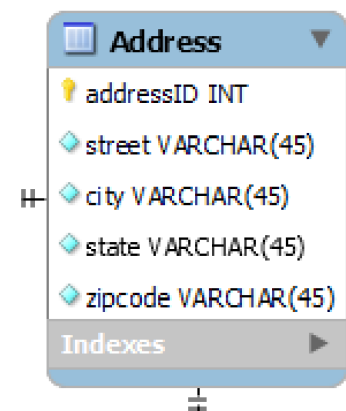 Address
addressID INT
street VARCHAR(45)
city VARCHAR(45)
state VARCHAR(45)
zipcode VARCHAR(45)
Indexes